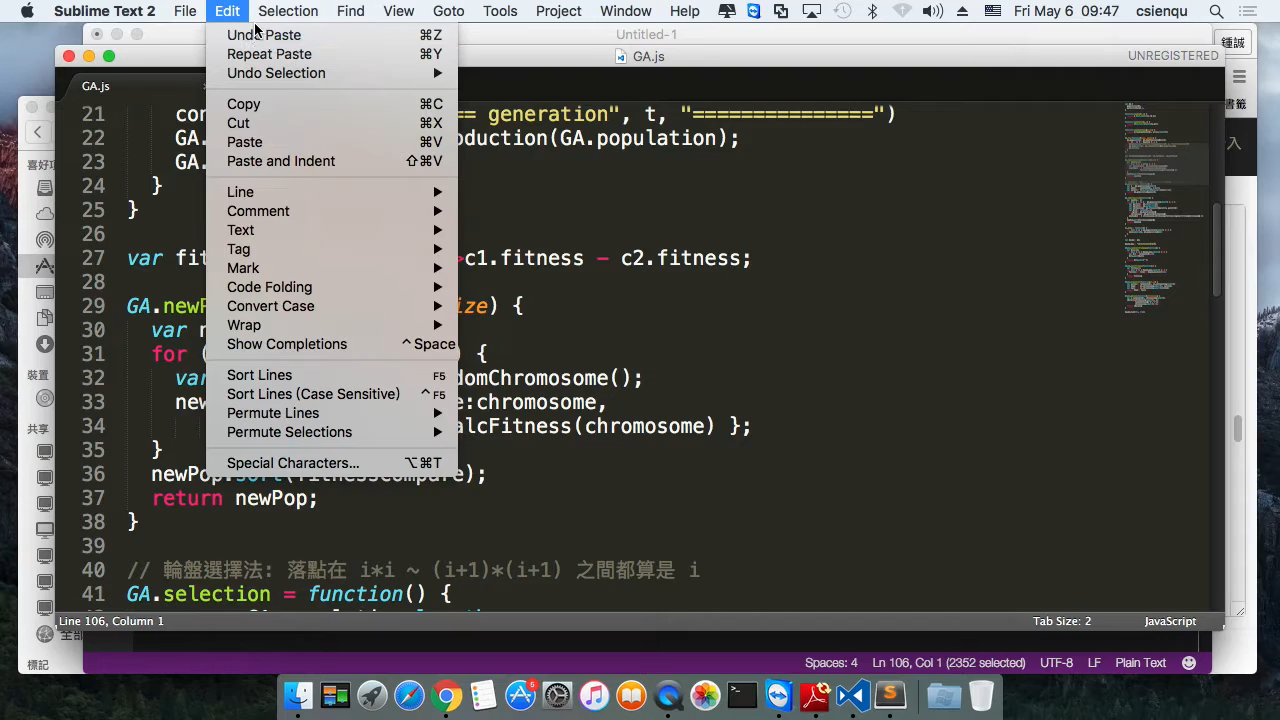 Sublime Text 2 File Edit Selection Find View Goto Tools Project Window Help Fri May 6 09:47 csienqu
Untitled-1
GA.js UNREGISTERED
鍾誠
GA.js
Undo Paste ⌘Z
Repeat Paste ⌘Y
Undo Selection
Copy ⌘C
Cut ⌘X
Paste ⌘V
Paste and Indent ⇧⌘V
Line
Comment
Text
Tag
Mark
Code Folding
Convert Case
Wrap
Show Completions ^Space
Sort Lines F5
Sort Lines (Case Sensitive) ^F5
Permute Lines
Permute Selections
Special Characters... ⌥⌘T
21 con == generation", t, "===============")
22 GA. oduction(GA.population);
23 GA.
24 }
25 }
26
27 var fit >c1.fitness - c2.fitness;
28
29 GA.newP ize) {
30 var n
31 for ( {
32 var domChromosome();
33 new e:chromosome,
34 alcFitness(chromosome) };
35 }
36 newPop.sort(fitnessCompare);
37 return newPop;
38 }
39
40 // 輪盤選擇法: 落點在 i*i ~ (i+1)*(i+1) 之間都算是 i
41 GA.selection = function() {
Line 106, Column 1 Tab Size: 2 JavaScript
喜好項
裝置
共享
全部
標記
書籤
入
Spaces: 4 Ln 106, Col 1 (2352 selected) UTF-8 LF Plain Text
6